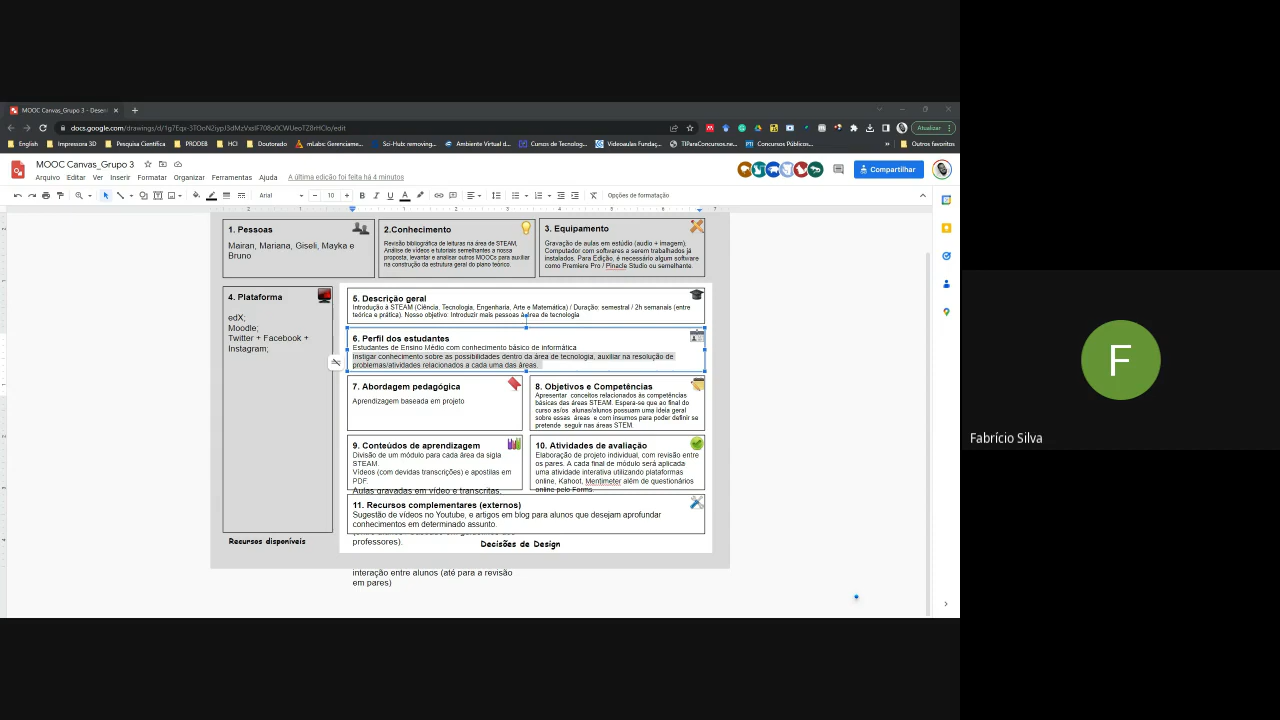 MOOC Canvas_Grupo 3 - Desen
docs.google.com/drawings/d/
English
Impressora 3D
Pesquisa Científica
PRODEB
HCI
Doutorado
mLabs: Gerenciame...
Sci-Hub: removing...
Ambiente Virtual d...
Cursos de Tecnolog...
Videoaulas Fundaç...
TIParaConcursos.ne...
Concursos Públicos...
Outros favoritos
Atualizar
MOOC Canvas_Grupo 3
Arquivo Editar Ver Inserir Formatar Organizar Ferramentas Ajuda A última edição foi feita há 4 minutos
Compartilhar
Arial
10
Opções de formatação
1. Pessoas
Mairan, Mariana, Giseli, Mayka e
Bruno
2.Conhecimento
Revisão bibliográfica de leituras na área de STEAM,
Análise de vídeos e tutoriais semelhantes a nossa
proposta, levantar e analisar outros MOOCs para auxiliar
na construção da estrutura geral do plano teórico.
3. Equipamento
Gravação de aulas em estúdio (audio + imagem),
Computador com softwares a serem trabalhados já
instalados. Para Edição, é necessário algum software
como Premiere Pro / Pinacle Studio ou semelhante.
4. Plataforma
edX;
Moodle;
Twitter + Facebook +
Instagram;
5. Descrição geral
Introdução à STEAM (Ciência, Tecnologia, Engenharia, Arte e Matemática) / Duração: semestral / 2h semanais (entre
teórica e prática). Nosso objetivo: Introduzir mais pessoas à área de tecnologia
6. Perfil dos estudantes
Estudantes de Ensino Médio com conhecimento básico de informática
Instigar conhecimento sobre as possibilidades dentro da área de tecnologia, auxiliar na resolução de
problemas/atividades relacionados a cada uma das áreas.
7. Abordagem pedagógica
Aprendizagem baseada em projeto
8. Objetivos e Competências
Apresentar conceitos relacionados às competências
básicas das áreas STEAM. Espera-se que ao final do
curso as/os alunas/alunos possuam uma ideia geral
sobre essas áreas e com insumos para poder definir se
pretende seguir nas áreas STEM.
9. Conteúdos de aprendizagem
Divisão de um módulo para cada área da sigla
STEAM.
Vídeos (com devidas transcrições) e apostilas em
PDF.
Aulas gravadas em vídeo e transcritas,
10. Atividades de avaliação
Elaboração de projeto individual, com revisão entre
os pares. A cada final de módulo será aplicada
uma atividade interativa utilizando plataformas
online, Kahoot, Mentimeter além de questionários
online pelo Forms.
11. Recursos complementares (externos)
Sugestão de vídeos no Youtube, e artigos em blog para alunos que desejam aprofundar
conhecimentos em determinado assunto.
professores).
Recursos disponíveis
Decisões de Design
interação entre alunos (até para a revisão
em pares)
F
Fabrício Silva